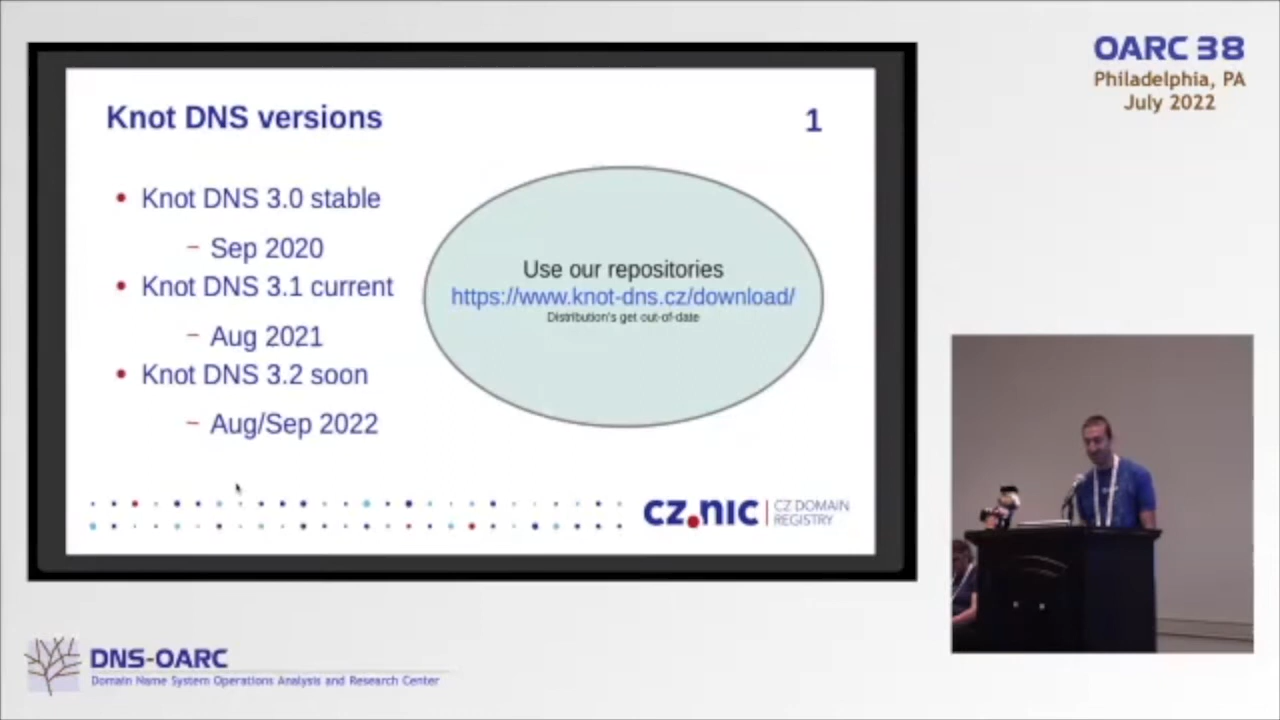 OARC 38
Philadelphia, PA
July 2022
Knot DNS versions
1
• Knot DNS 3.0 stable
– Sep 2020
• Knot DNS 3.1 current
– Aug 2021
• Knot DNS 3.2 soon
– Aug/Sep 2022
Use our repositories
https://www.knot-dns.cz/download/
Distribution's get out-of-date
CZ.NIC | CZ DOMAIN
REGISTRY
DNS-OARC
Domain Name System Operations Analysis and Research Center